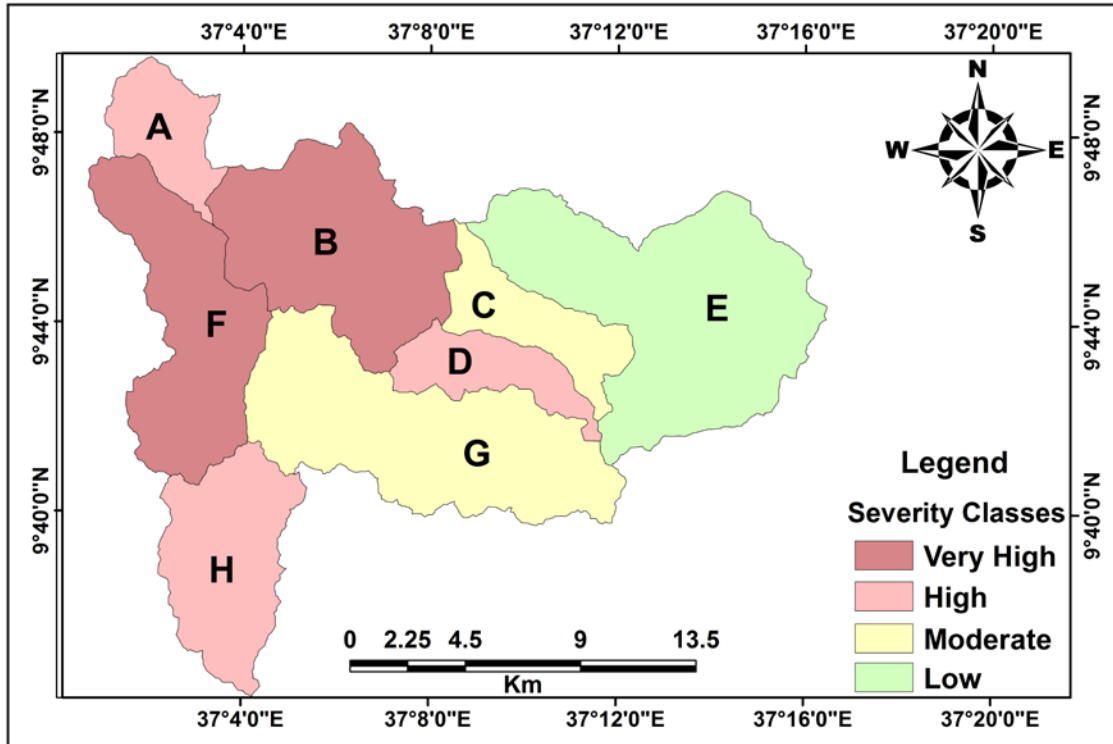 37°4'0"E 37°8'0"E 37°12'0"E 37°16'0"E 37°20'0"E
9°48'0"N
9°44'0"N
9°40'0"N
N
W E
S
9°48'0"N
9°44'0"N
9°40'0"N
A
B
C
D
E
F
G
H
Legend
Severity Classes
Very High
High
Moderate
Low
0 2.25 4.5 9 13.5
Km
37°4'0"E 37°8'0"E 37°12'0"E 37°16'0"E 37°20'0"E